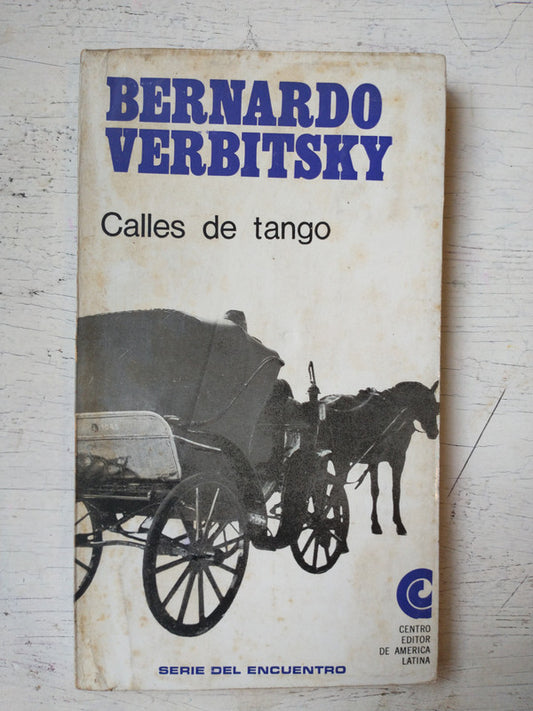 BERNARDO
VERBITSKY
Calles de tango
CENTRO
EDITOR
DE AMERICA
LATINA
SERIE DEL ENCUENTRO